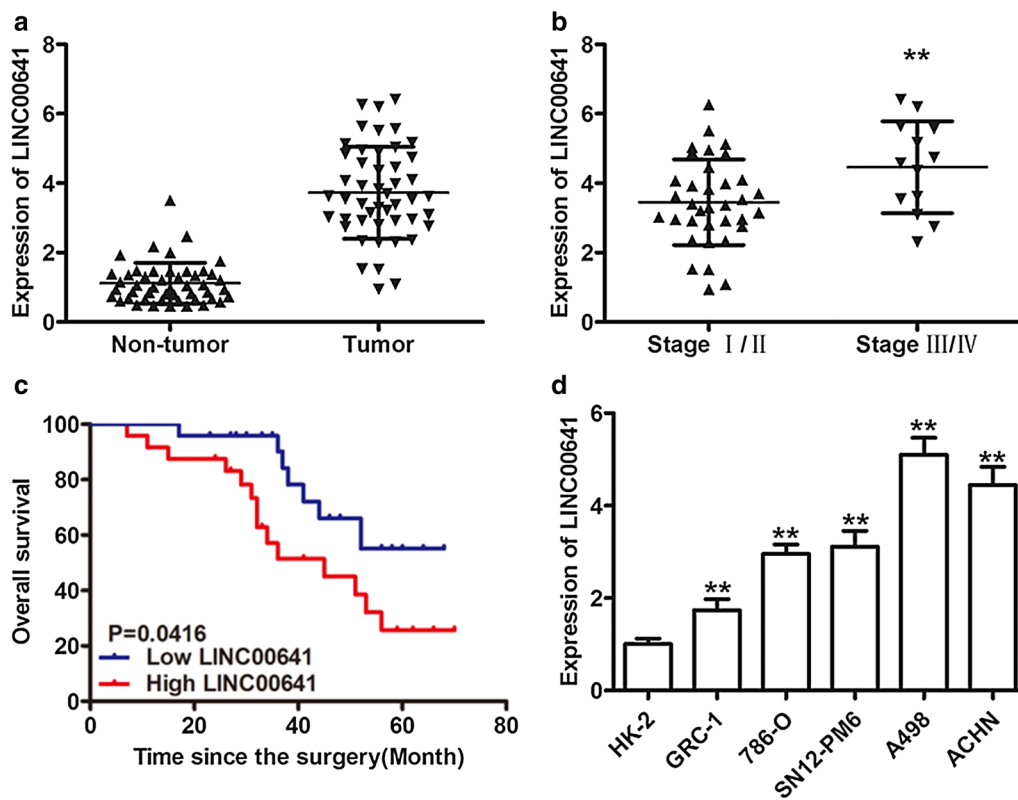 a
Expression of LINC00641
8
6
4
2
0
Non-tumor
Tumor
b
Expression of LINC00641
8
6
4
2
0
**
Stage Ⅰ/Ⅱ
Stage Ⅲ/Ⅳ
c
Overall survival
100
80
60
40
20
0
P=0.0416
Low LINC00641
High LINC00641
0
20
40
60
80
Time since the surgery(Month)
d
Expression of LINC00641
6
4
2
0
**
**
**
**
**
HK-2
GRC-1
786-O
SN12-PM6
A498
ACHN